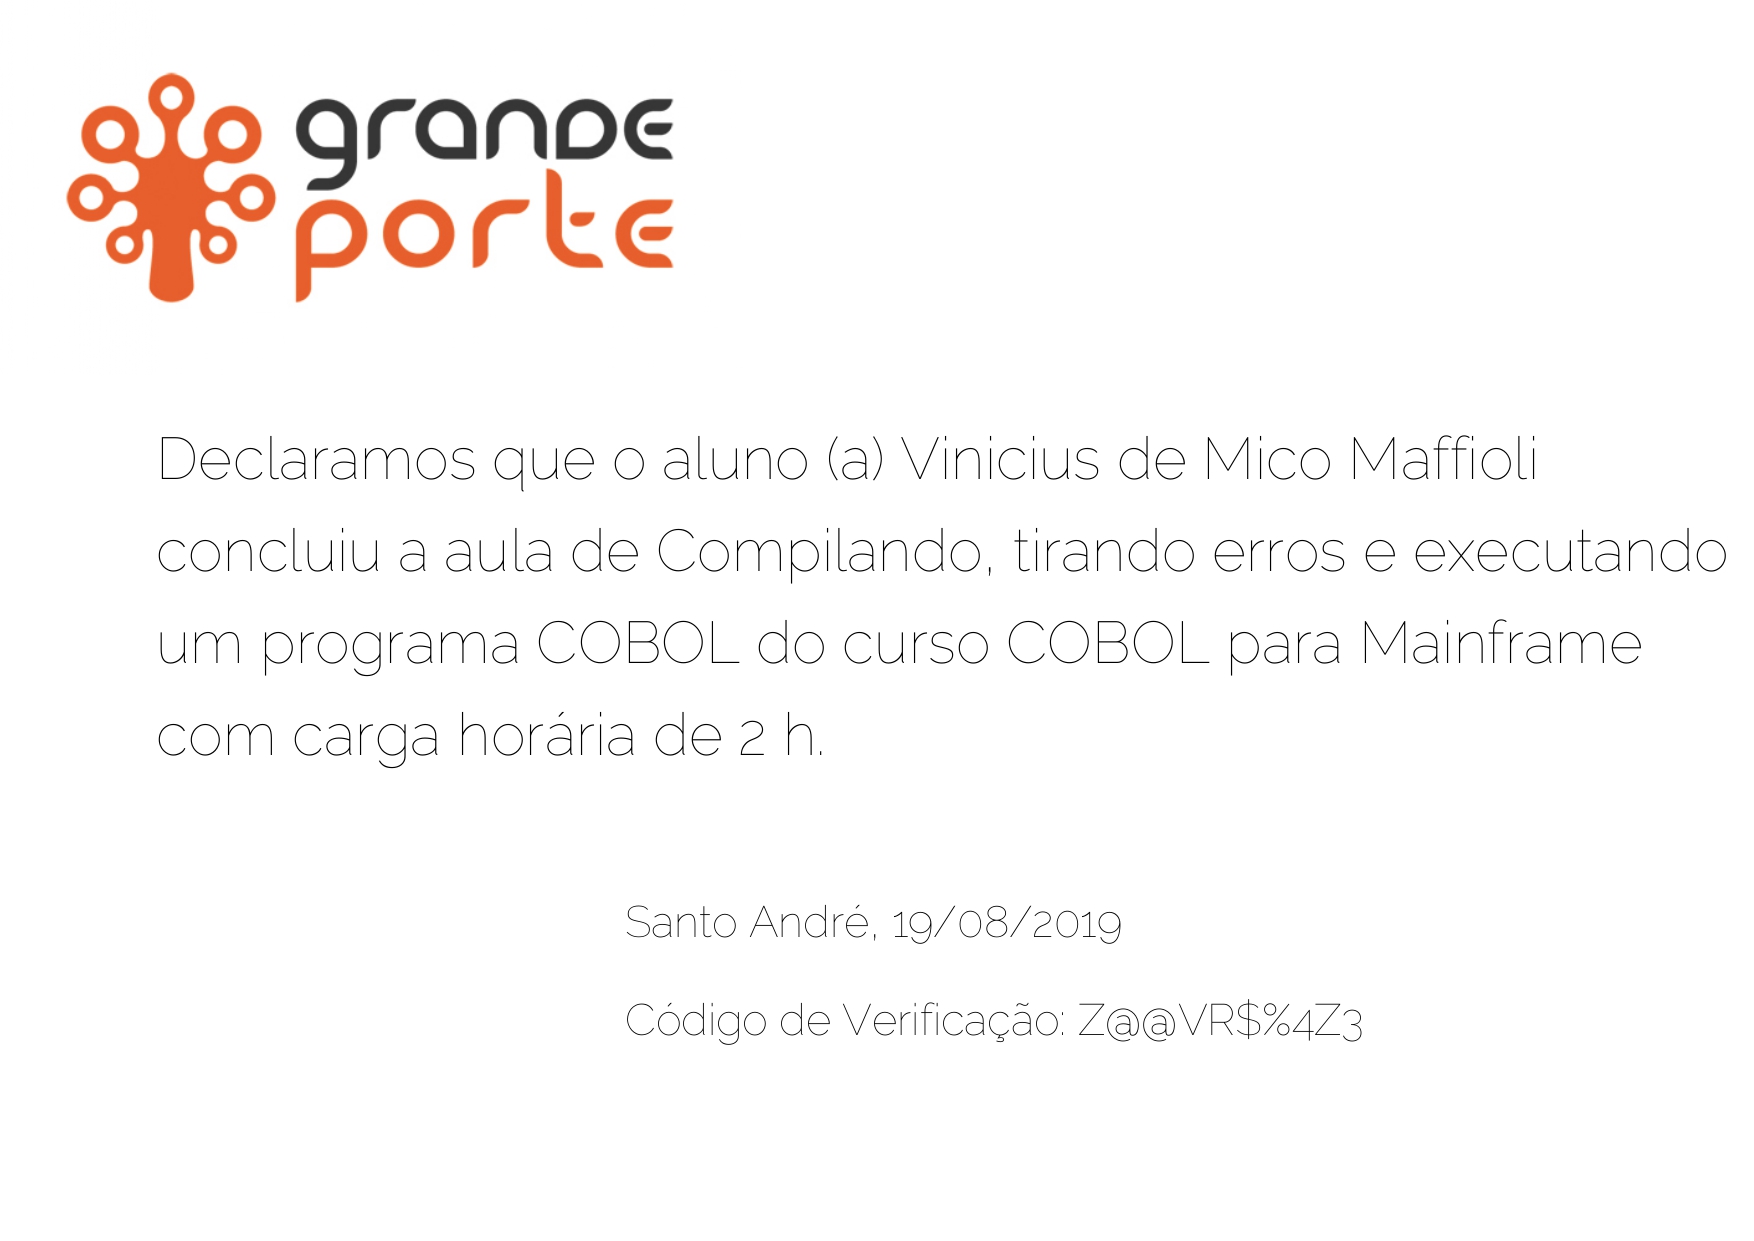 grande
porte
Declaramos que o aluno (a) Vinicius de Mico Maffioli
concluiu a aula de Compilando, tirando erros e executando
um programa COBOL do curso COBOL para Mainframe
com carga horária de 2 h.
Santo André, 19/08/2019
Código de Verificação: Z@@VR$%4Z3